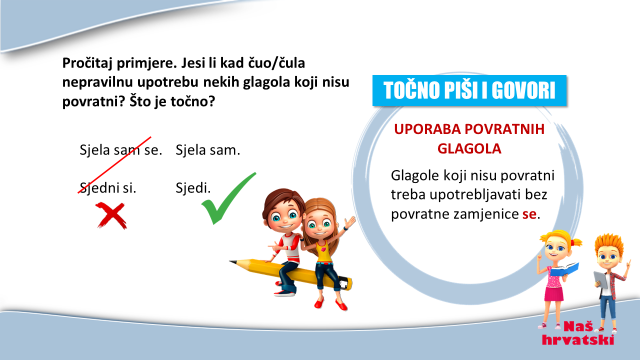 Pročitaj primjere. Jesi li kad čuo/čula
nepravilnu upotrebu nekih glagola koji nisu
povratni? Što je točno?
Sjela sam se. Sjela sam.
Sjedni si. Sjedi.
TOČNO PIŠI I GOVORI
UPORABA POVRATNIH
GLAGOLA
Glagole koji nisu povratni
treba upotrebljavati bez
povratne zamjenice se.
Naš
hrvatski